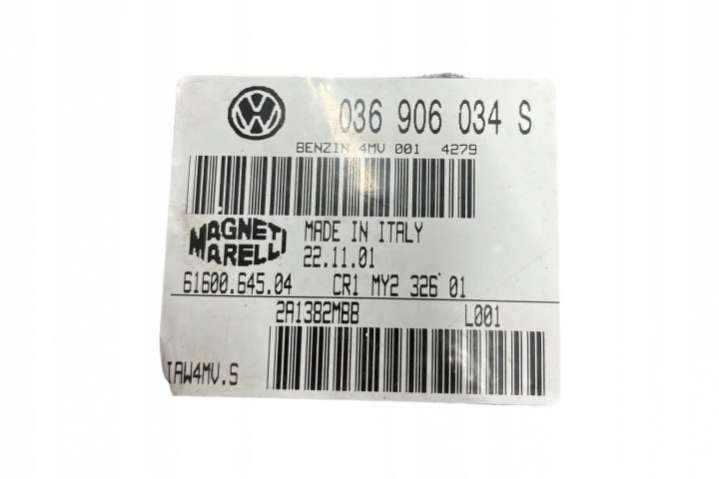 VW 036 906 034 S
BENZIN 4MV 001 4279
MAGNETI MARELLI MADE IN ITALY
22.11.01
61600.645.04 CR1 MY2 326 01
2A1382MBB L001
IAW4MV.S